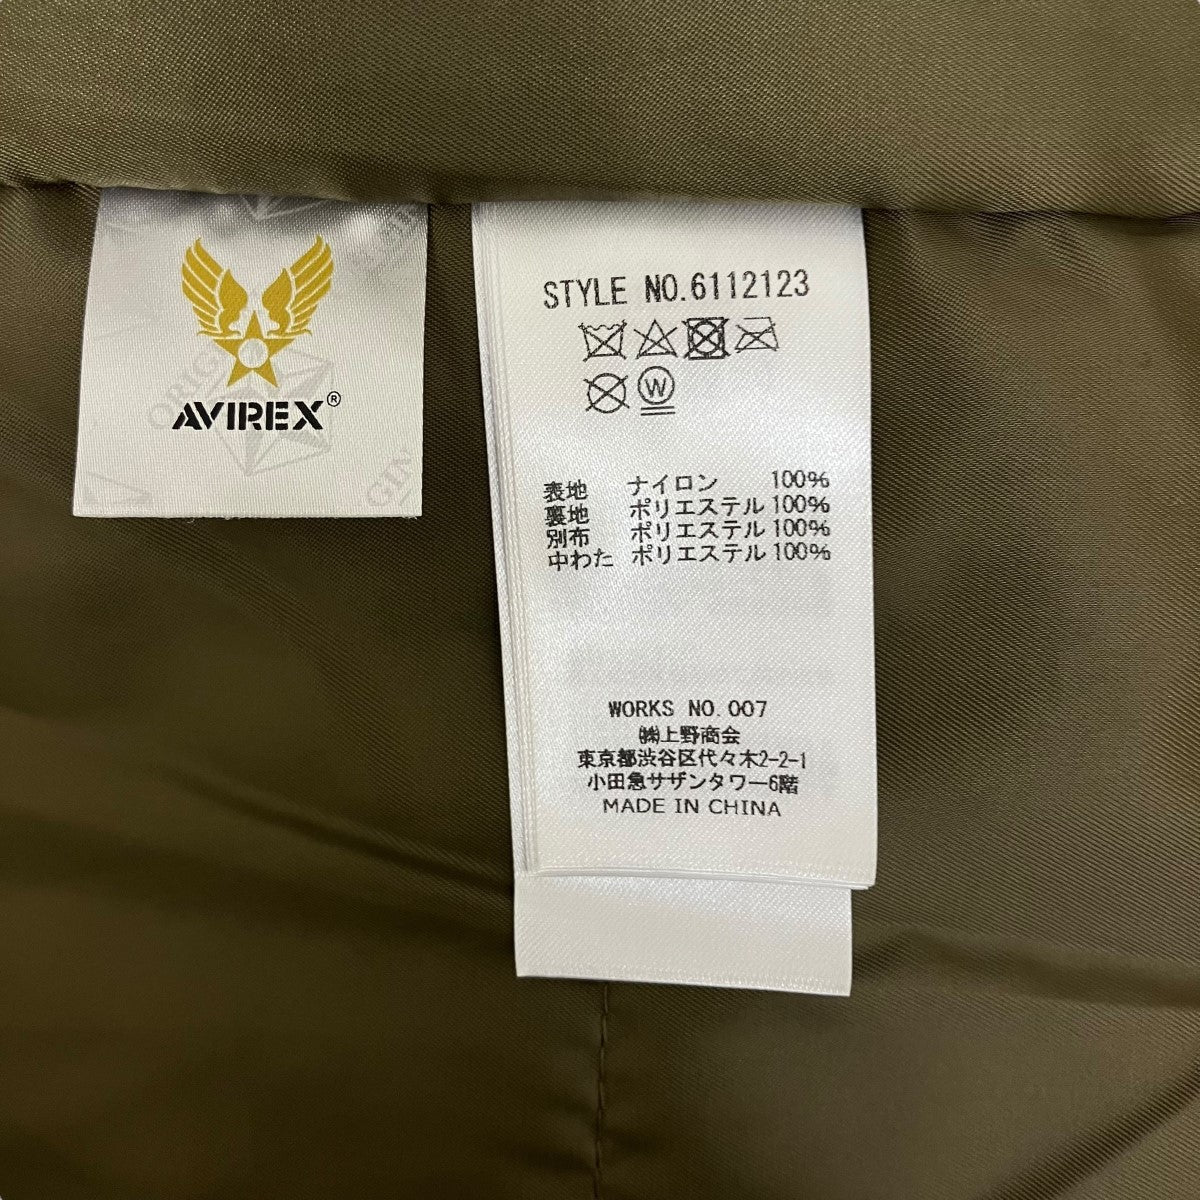 AVIREX®
ORIG
GIN
STYLE NO.6112123
W
表地 ナイロン 100%
裏地 ポリエステル 100%
別布 ポリエステル 100%
中わた ポリエステル 100%
WORKS NO.007
㈱上野商会
東京都渋谷区代々木2-2-1
小田急サザンタワー6階
MADE IN CHINA